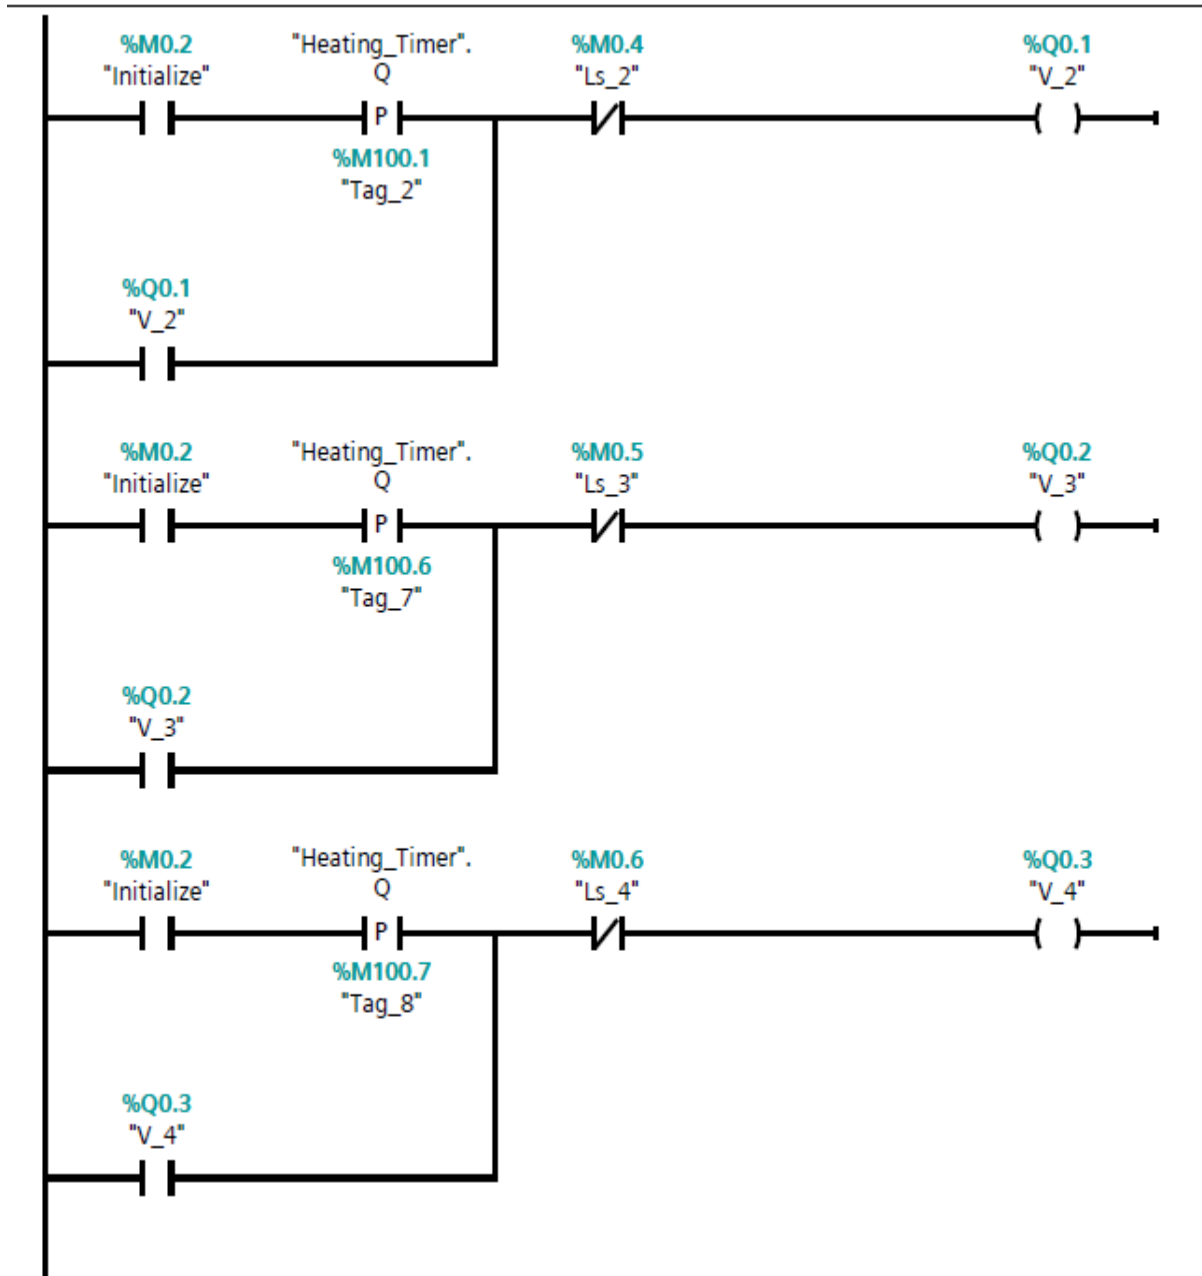 %M0.2 "Heating_Timer". %M0.4 %Q0.1
"Initialize" Q "Ls_2" "V_2"
P
%M100.1
"Tag_2"
%Q0.1
"V_2"
%M0.2 "Heating_Timer". %M0.5 %Q0.2
"Initialize" Q "Ls_3" "V_3"
P
%M100.6
"Tag_7"
%Q0.2
"V_3"
%M0.2 "Heating_Timer". %M0.6 %Q0.3
"Initialize" Q "Ls_4" "V_4"
P
%M100.7
"Tag_8"
%Q0.3
"V_4"